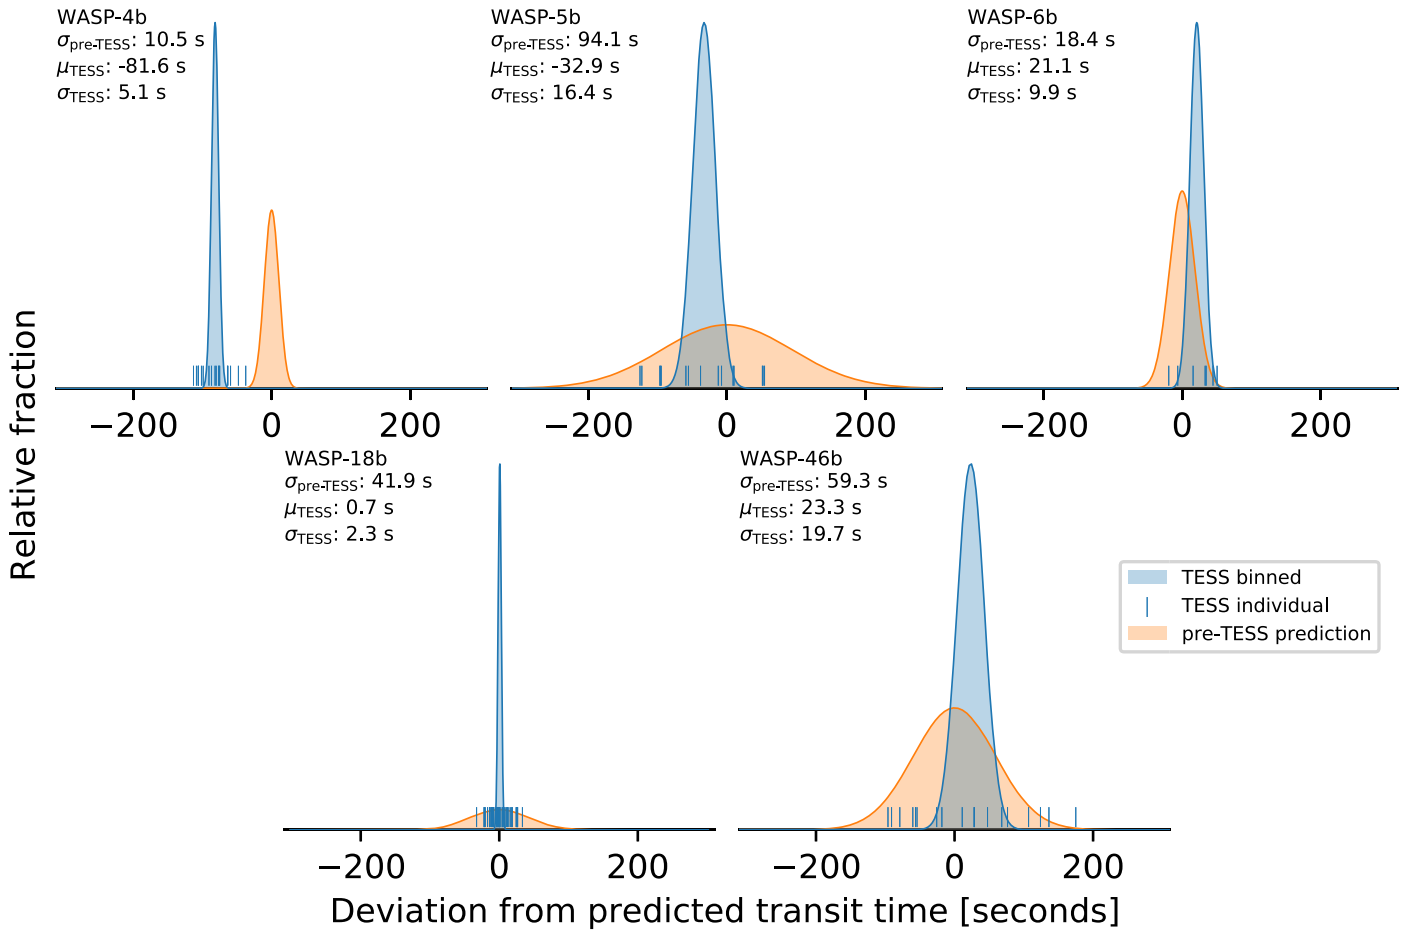 WASP-4b
σpre-TESS: 10.5 s
μTESS: -81.6 s
σTESS: 5.1 s
−200 0 200
WASP-5b
σpre-TESS: 94.1 s
μTESS: -32.9 s
σTESS: 16.4 s
−200 0 200
WASP-6b
σpre-TESS: 18.4 s
μTESS: 21.1 s
σTESS: 9.9 s
−200 0 200
Relative fraction
WASP-18b
σpre-TESS: 41.9 s
μTESS: 0.7 s
σTESS: 2.3 s
−200 0 200
WASP-46b
σpre-TESS: 59.3 s
μTESS: 23.3 s
σTESS: 19.7 s
−200 0 200
TESS binned
TESS individual
pre-TESS prediction
Deviation from predicted transit time [seconds]